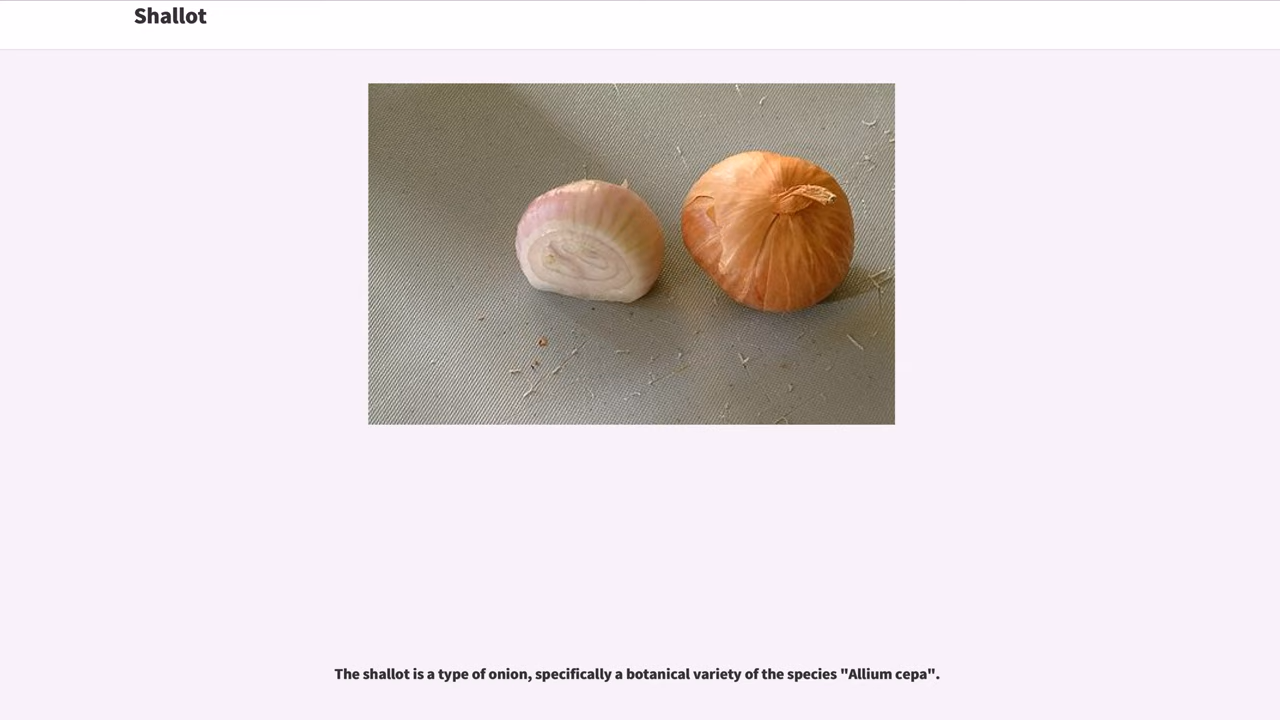 Shallot
The shallot is a type of onion, specifically a botanical variety of the species "Allium cepa".